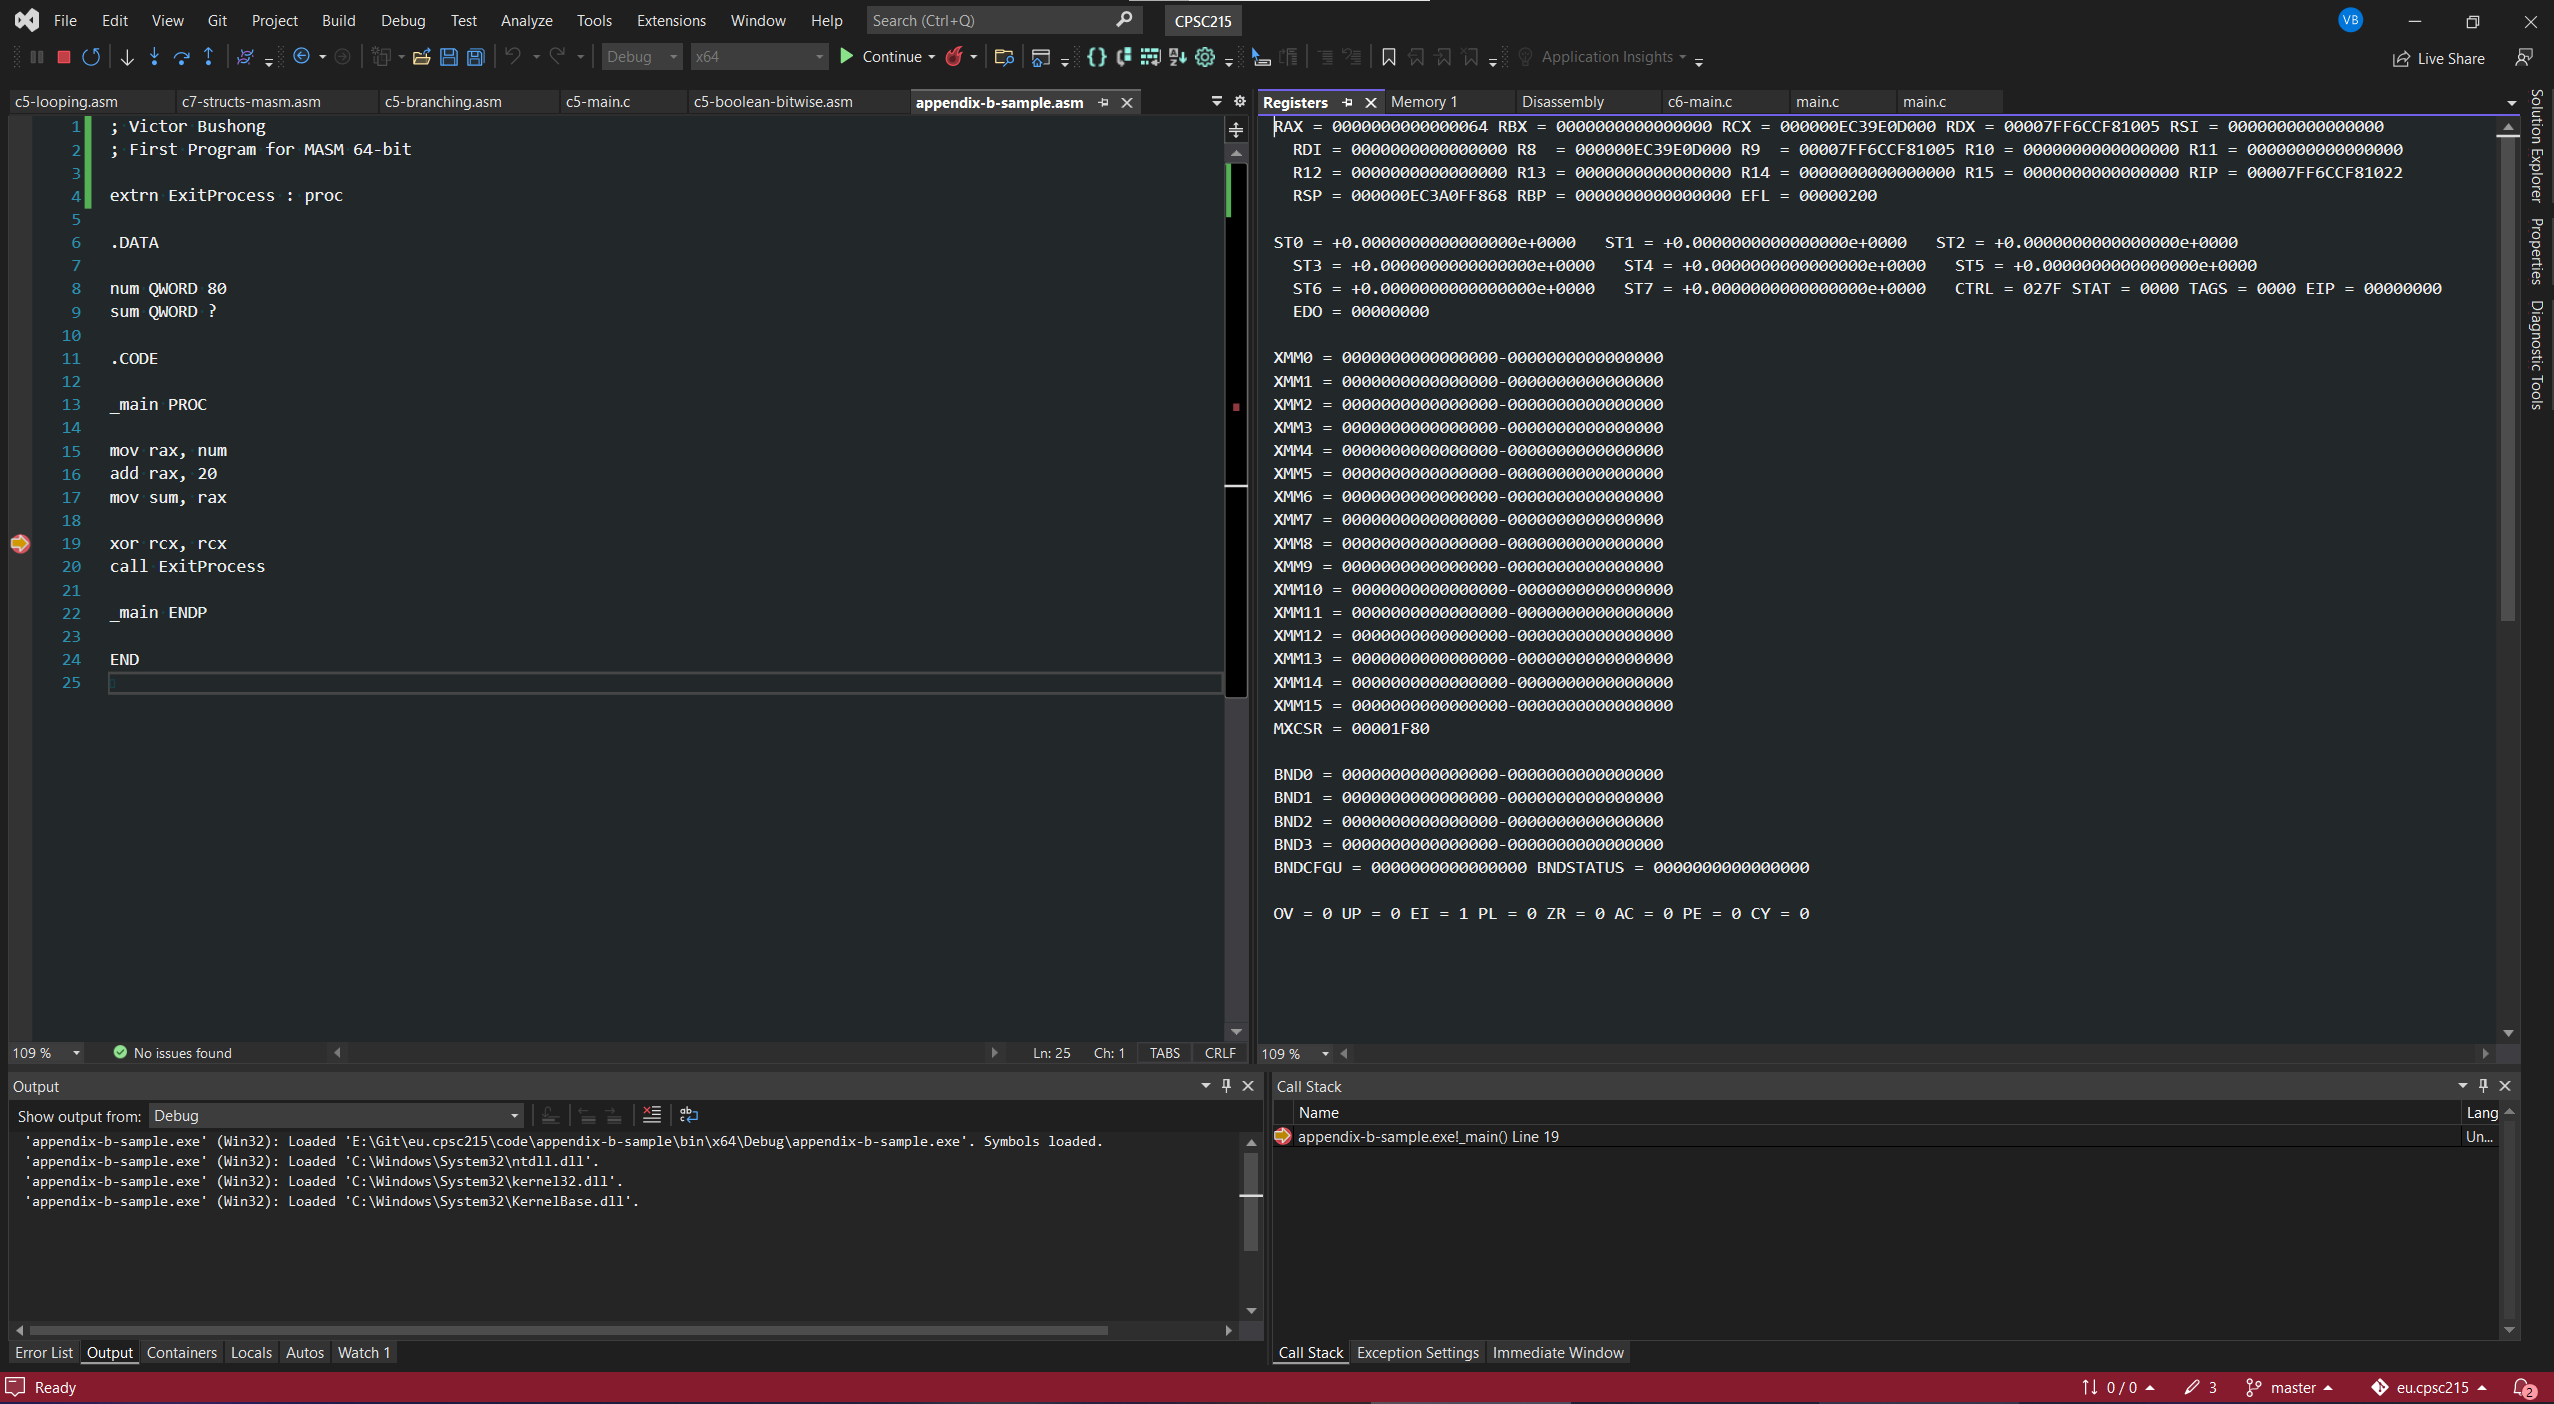 File Edit View Git Project Build Debug Test Analyze Tools Extensions Window Help Search (Ctrl+Q) CPSC215 VB
Debug x64 Continue Application Insights Live Share
c5-looping.asm c7-structs-masm.asm c5-branching.asm c5-main.c c5-boolean-bitwise.asm appendix-b-sample.asm
1 ; Victor Bushong
2 ; First Program for MASM 64-bit
3
4 extrn ExitProcess : proc
5
6 .DATA
7
8 num QWORD 80
9 sum QWORD ?
10
11 .CODE
12
13 _main PROC
14
15 mov rax, num
16 add rax, 20
17 mov sum, rax
18
19 xor rcx, rcx
20 call ExitProcess
21
22 _main ENDP
23
24 END
25
109 % No issues found Ln: 25 Ch: 1 TABS CRLF
Registers Memory 1 Disassembly c6-main.c main.c main.c
RAX = 0000000000000064 RBX = 0000000000000000 RCX = 000000EC39E0D000 RDX = 00007FF6CCF81005 RSI = 0000000000000000
RDI = 0000000000000000 R8 = 000000EC39E0D000 R9 = 00007FF6CCF81005 R10 = 0000000000000000 R11 = 0000000000000000
R12 = 0000000000000000 R13 = 0000000000000000 R14 = 0000000000000000 R15 = 0000000000000000 RIP = 00007FF6CCF81022
RSP = 000000EC3A0FF868 RBP = 0000000000000000 EFL = 00000200
ST0 = +0.0000000000000000e+0000 ST1 = +0.0000000000000000e+0000 ST2 = +0.0000000000000000e+0000
ST3 = +0.0000000000000000e+0000 ST4 = +0.0000000000000000e+0000 ST5 = +0.0000000000000000e+0000
ST6 = +0.0000000000000000e+0000 ST7 = +0.0000000000000000e+0000 CTRL = 027F STAT = 0000 TAGS = 0000 EIP = 00000000
EDO = 00000000
XMM0 = 0000000000000000-0000000000000000
XMM1 = 0000000000000000-0000000000000000
XMM2 = 0000000000000000-0000000000000000
XMM3 = 0000000000000000-0000000000000000
XMM4 = 0000000000000000-0000000000000000
XMM5 = 0000000000000000-0000000000000000
XMM6 = 0000000000000000-0000000000000000
XMM7 = 0000000000000000-0000000000000000
XMM8 = 0000000000000000-0000000000000000
XMM9 = 0000000000000000-0000000000000000
XMM10 = 0000000000000000-0000000000000000
XMM11 = 0000000000000000-0000000000000000
XMM12 = 0000000000000000-0000000000000000
XMM13 = 0000000000000000-0000000000000000
XMM14 = 0000000000000000-0000000000000000
XMM15 = 0000000000000000-0000000000000000
MXCSR = 00001F80
BND0 = 0000000000000000-0000000000000000
BND1 = 0000000000000000-0000000000000000
BND2 = 0000000000000000-0000000000000000
BND3 = 0000000000000000-0000000000000000
BNDCFGU = 0000000000000000 BNDSTATUS = 0000000000000000
OV = 0 UP = 0 EI = 1 PL = 0 ZR = 0 AC = 0 PE = 0 CY = 0
109 %
Solution Explorer
Properties
Diagnostic Tools
Output
Show output from: Debug
'appendix-b-sample.exe' (Win32): Loaded 'E:\Git\eu.cpsc215\code\appendix-b-sample\bin\x64\Debug\appendix-b-sample.exe'. Symbols loaded.
'appendix-b-sample.exe' (Win32): Loaded 'C:\Windows\System32\ntdll.dll'.
'appendix-b-sample.exe' (Win32): Loaded 'C:\Windows\System32\kernel32.dll'.
'appendix-b-sample.exe' (Win32): Loaded 'C:\Windows\System32\KernelBase.dll'.
Error List Output Containers Locals Autos Watch 1
Call Stack
Name Lang
appendix-b-sample.exe!_main() Line 19 Un...
Call Stack Exception Settings Immediate Window
Ready 0 / 0 3 master eu.cpsc215 2